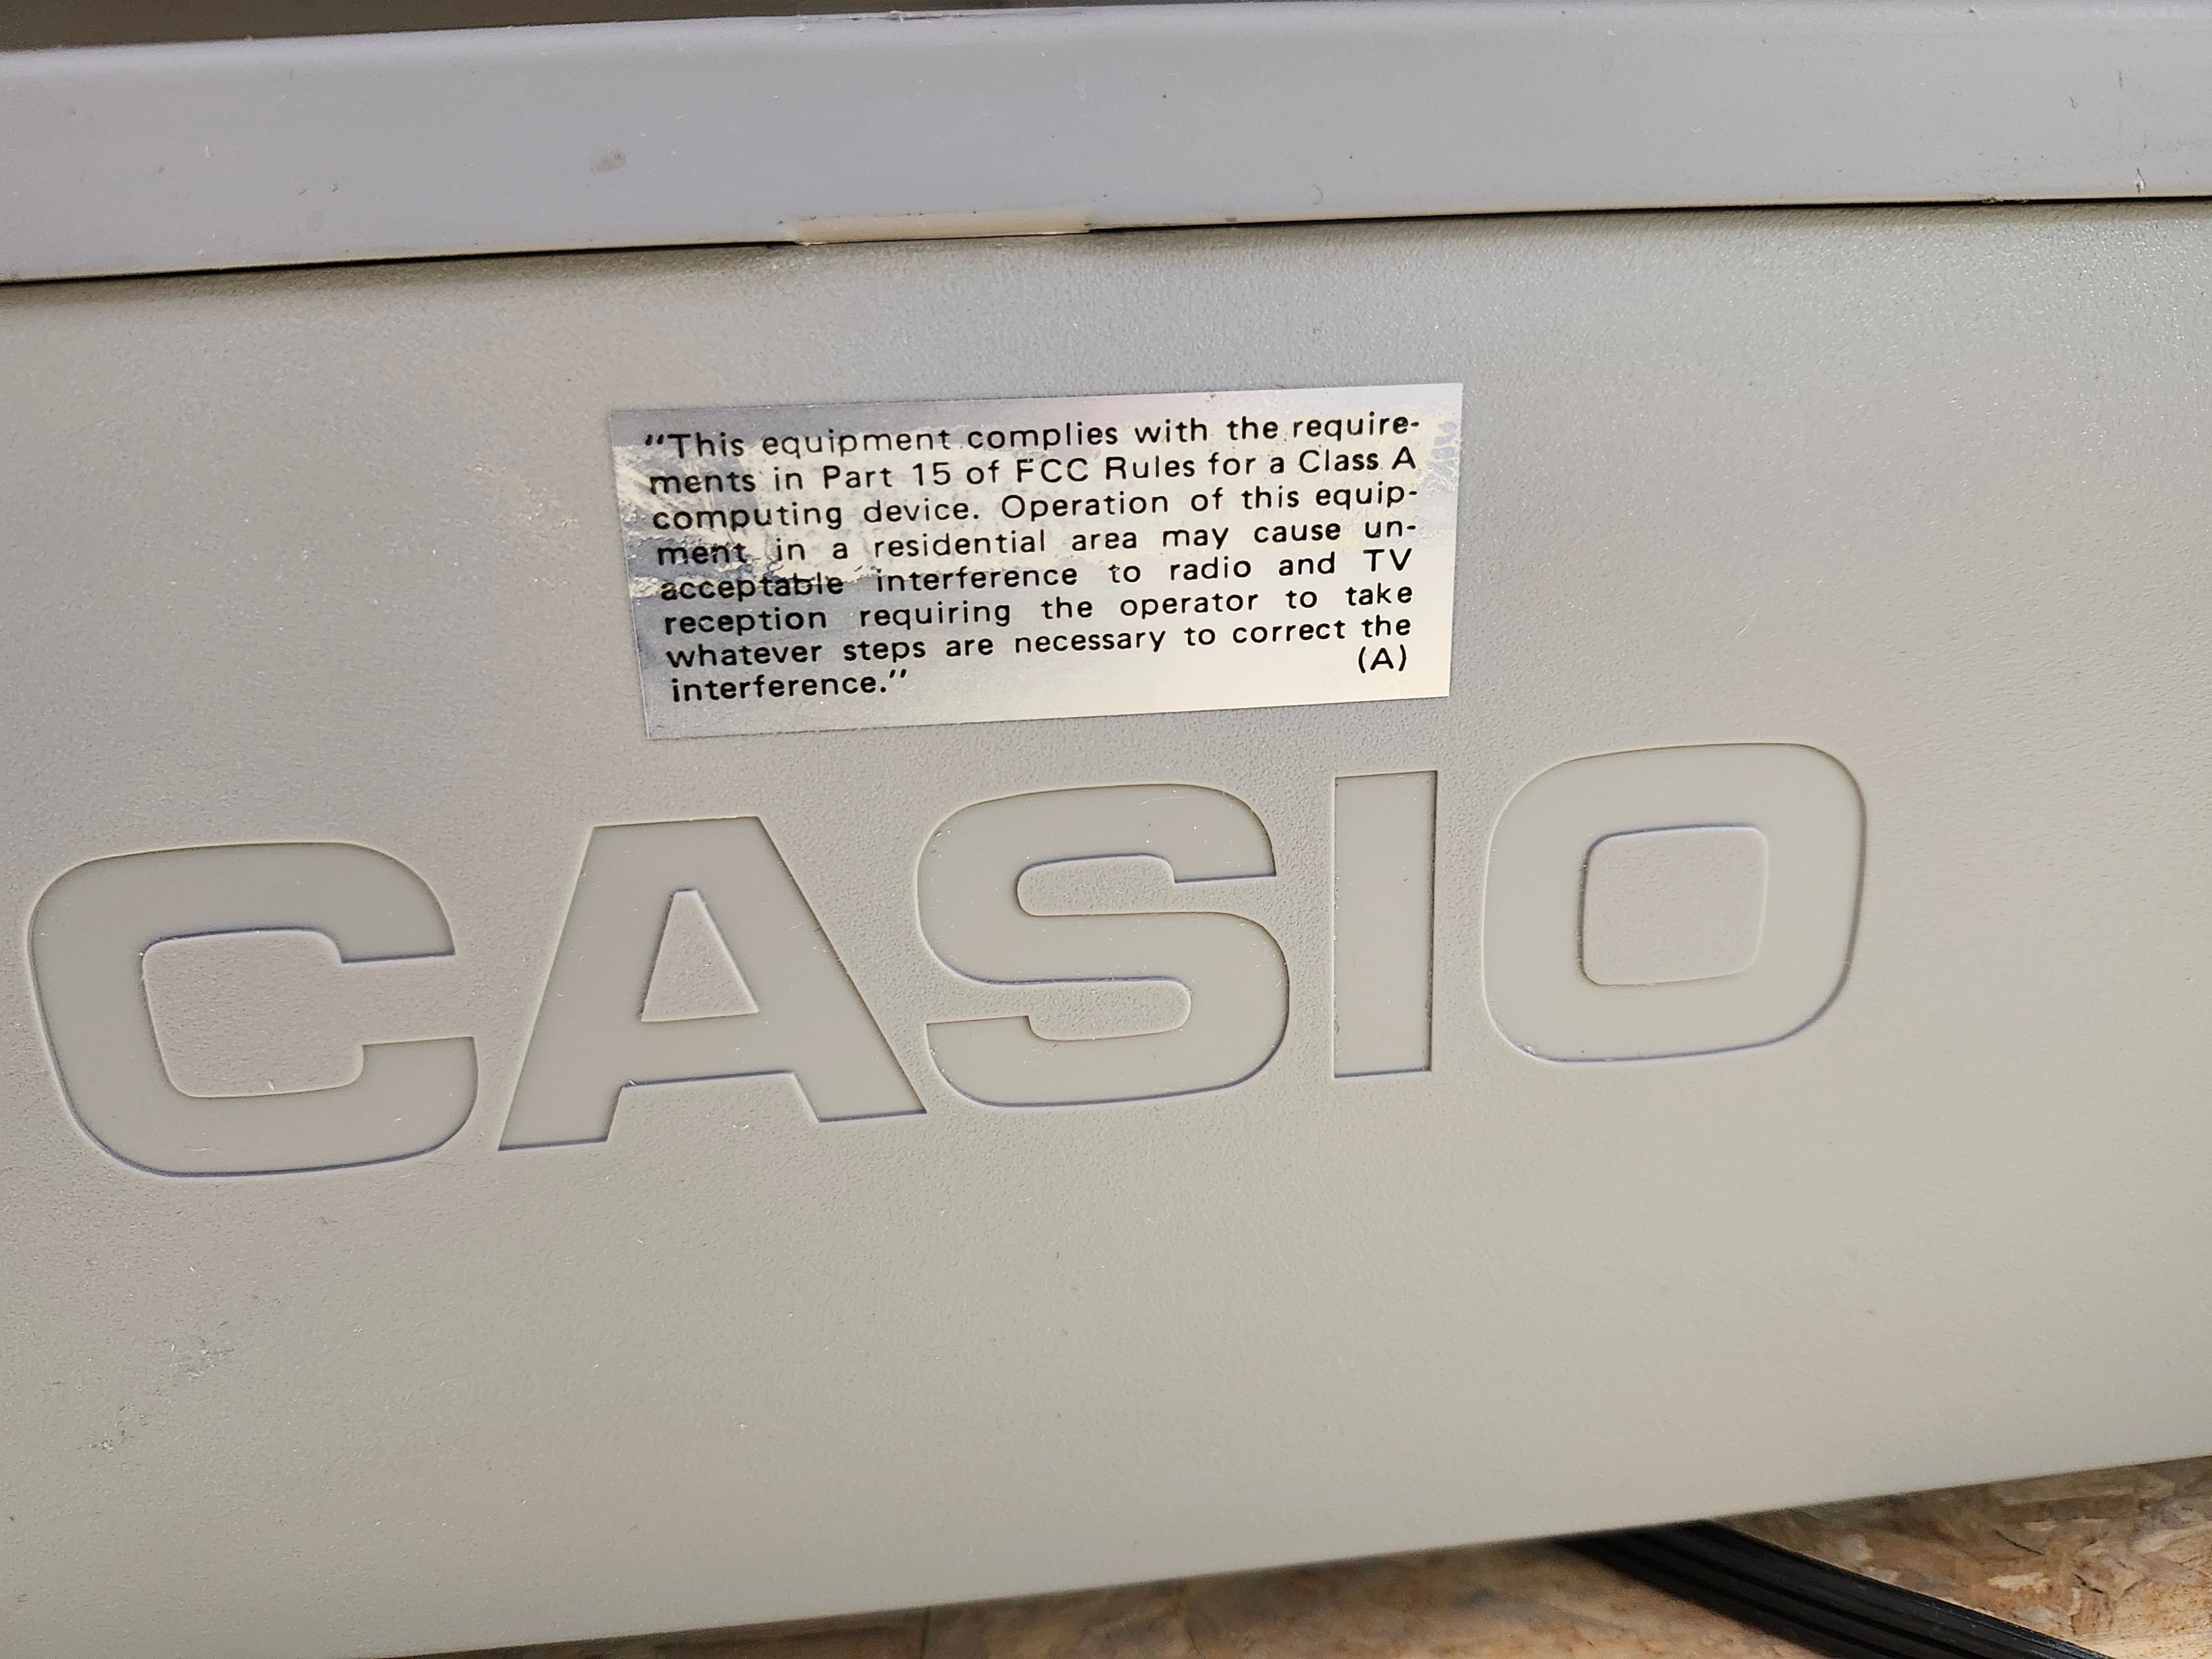 "This equipment complies with the require-
ments in Part 15 of FCC Rules for a Class A
computing device. Operation of this equip-
ment in a residential area may cause un-
acceptable interference to radio and TV
reception requiring the operator to take
whatever steps are necessary to correct the
interference." (A)
CASIO